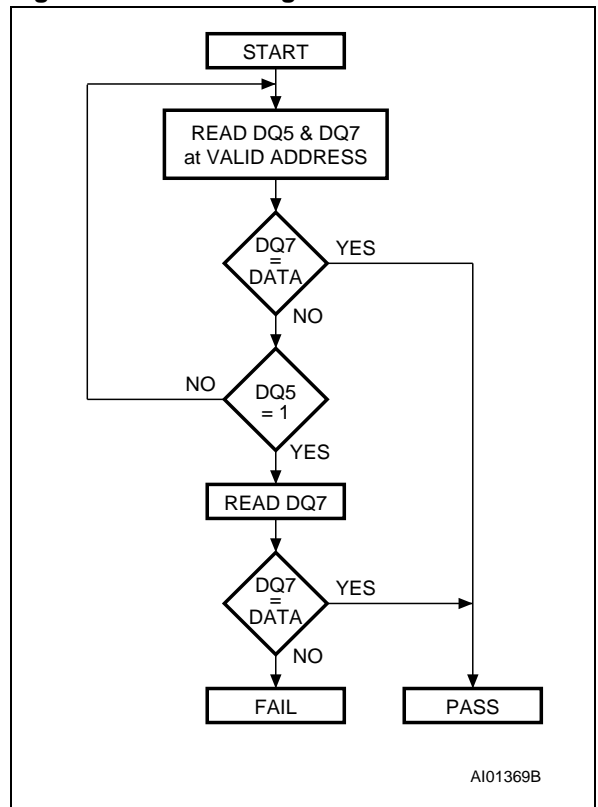 START
READ DQ5 & DQ7
at VALID ADDRESS
DQ7
=
DATA
YES
NO
NO
DQ5
= 1
YES
READ DQ7
DQ7
=
DATA
YES
NO
FAIL
PASS
AI01369B